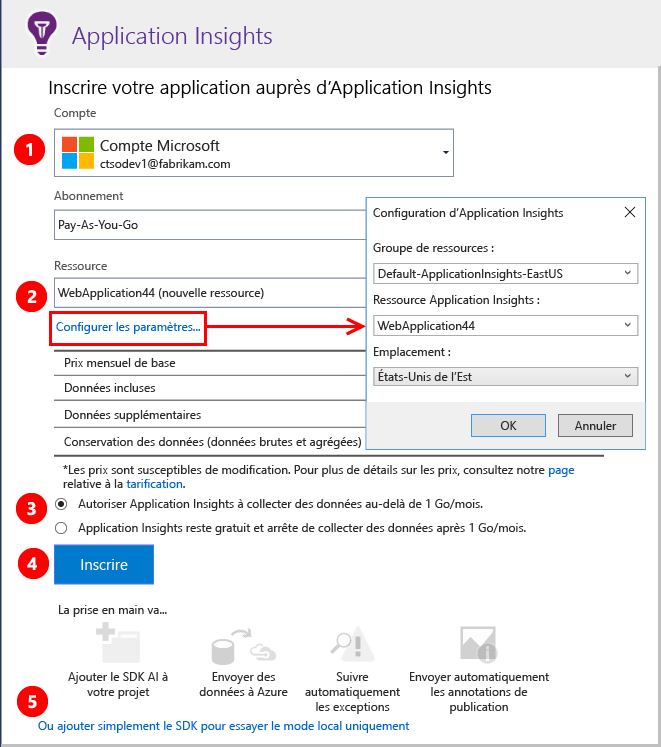 Application Insights
Inscrire votre application auprès d'Application Insights
Compte
1
Compte Microsoft
ctsodev1@fabrikam.com
Abonnement
Pay-As-You-Go
Ressource
2
WebApplication44 (nouvelle ressource)
Configurer les paramètres...
Configuration d'Application Insights
Groupe de ressources :
Default-ApplicationInsights-EastUS
Ressource Application Insights :
WebApplication44
Emplacement :
États-Unis de l'Est
OK
Annuler
Prix mensuel de base
Données incluses
Données supplémentaires
Conservation des données (données brutes et agrégées)
*Les prix sont susceptibles de modification. Pour plus de détails sur les prix, consultez notre page
relative à la tarification.
3
Autoriser Application Insights à collecter des données au-delà de 1 Go/mois.
Application Insights reste gratuit et arrête de collecter des données après 1 Go/mois.
4
Inscrire
La prise en main va...
Ajouter le SDK AI à
votre projet
Envoyer des
données à Azure
Suivre
automatiquement
les exceptions
Envoyer automatiquement
les annotations de
publication
5
Ou ajouter simplement le SDK pour essayer le mode local uniquement